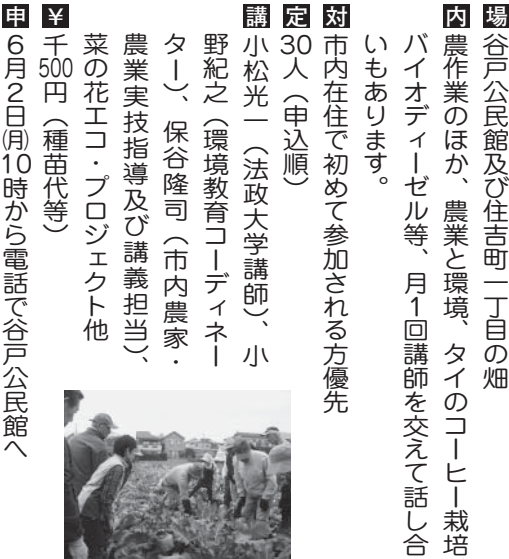 場 谷戸公民館及び住吉町一丁目の畑
内 農作業のほか、農業と環境、タイのコーヒー栽培
バイオディーゼル等、月1回講師を交えて話し合
いもあります。
対 市内在住で初めて参加される方優先
定 30人（申込順）
講 小松光一（法政大学講師）、小
野紀之（環境教育コーディネー
ター）、保谷隆司（市内農家・
農業実技指導及び講義担当）、
菜の花エコ・プロジェクト他
¥ 千500円（種苗代等）
申 6月2日㈪10時から電話で谷戸公民館へ